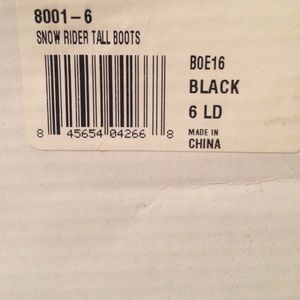 8001-6
SNOW RIDER TALL BOOTS
B0E16
BLACK
6 LD
MADE IN
CHINA
8 45654 04266 8